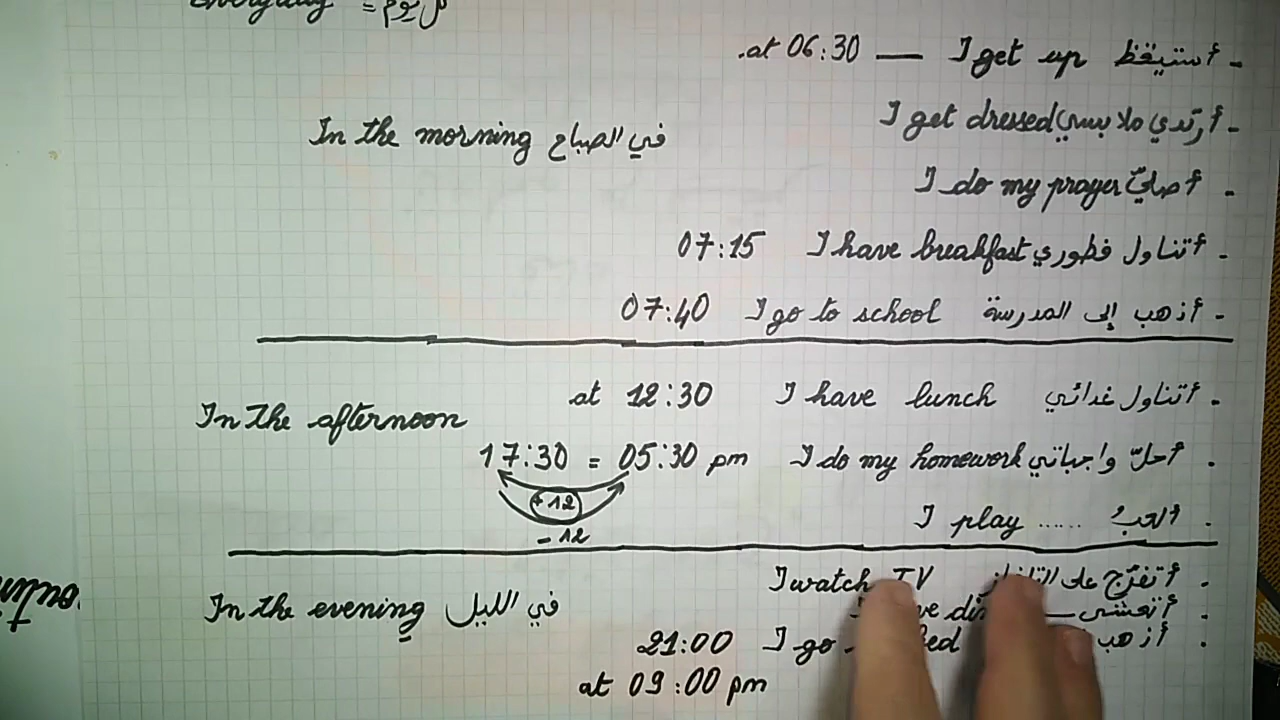 Everyday = كل يوم
at 06:30 — I get up أستيقظ -
I get dressed أرتدي ملابسي -
In the morning في الصباح
I do my prayer أصلّي -
07:15 I have breakfast أتناول فطوري -
07:40 I go to school أذهب إلى المدرسة -
at 12:30 I have lunch أتناول غدائي -
In the afternoon
17:30 = 05:30 pm I do my homework أحلّ واجباتي -
+12
-12
I play ...... ألعبُ -
I watch TV أتفرّج على -
In the evening في الليل
أتعشى -
21:00 I go أذهب -
at 09:00 pm